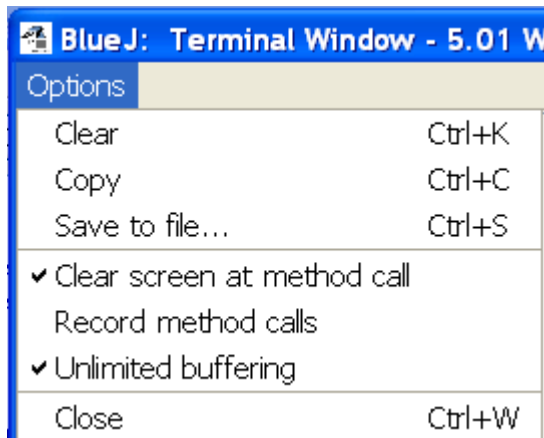 BlueJ: Terminal Window - 5.01 W
Options
Clear Ctrl+K
Copy Ctrl+C
Save to file... Ctrl+S
Clear screen at method call
Record method calls
Unlimited buffering
Close Ctrl+W